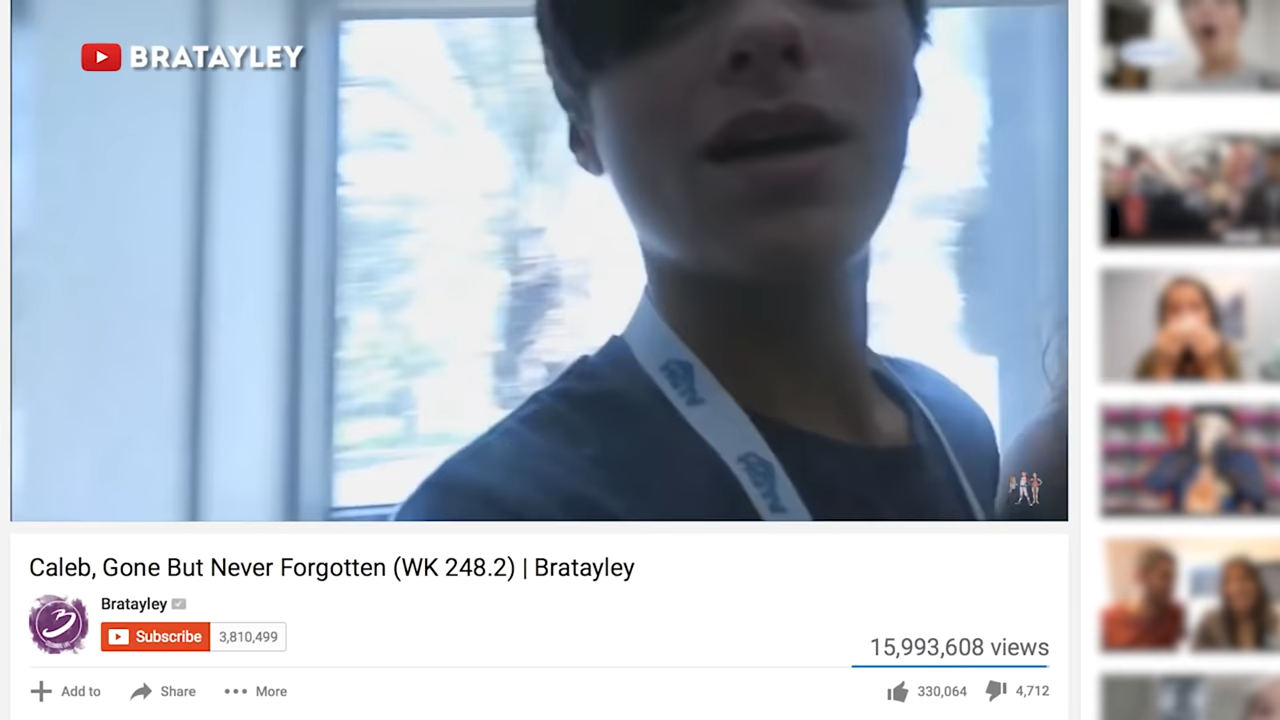 BRATAYLEY
Caleb, Gone But Never Forgotten (WK 248.2) | Bratayley
Bratayley
Subscribe 3,810,499
15,993,608 views
Add to Share More
330,064 4,712